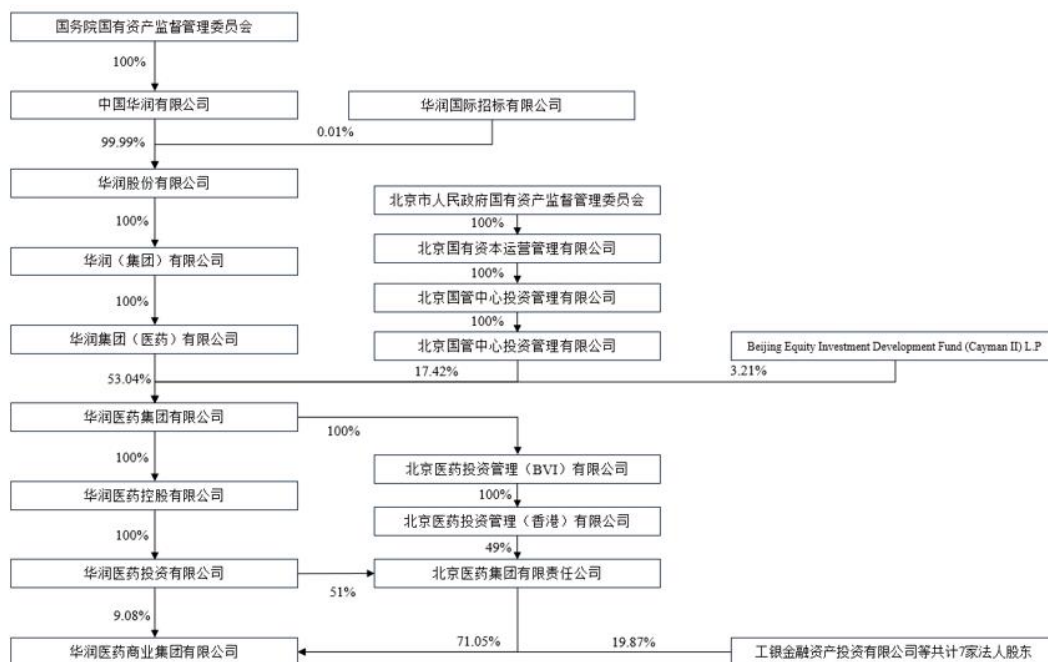 国务院国有资产监督管理委员会
100%
中国华润有限公司
华润国际招标有限公司
0.01%
99.99%
华润股份有限公司
北京市人民政府国有资产监督管理委员会
100%
100%
华润（集团）有限公司
北京国有资本运营管理有限公司
100%
100%
北京国管中心投资管理有限公司
100%
华润集团（医药）有限公司
北京国管中心投资管理有限公司
Beijing Equity Investment Development Fund (Cayman II) L.P
53.04%
17.42%
3.21%
华润医药集团有限公司
100%
100%
北京医药投资管理（BVI）有限公司
华润医药控股有限公司
100%
北京医药投资管理（香港）有限公司
100%
49%
华润医药投资有限公司
51%
北京医药集团有限责任公司
9.08%
71.05%
19.87%
华润医药商业集团有限公司
工银金融资产投资有限公司等共计7家法人股东